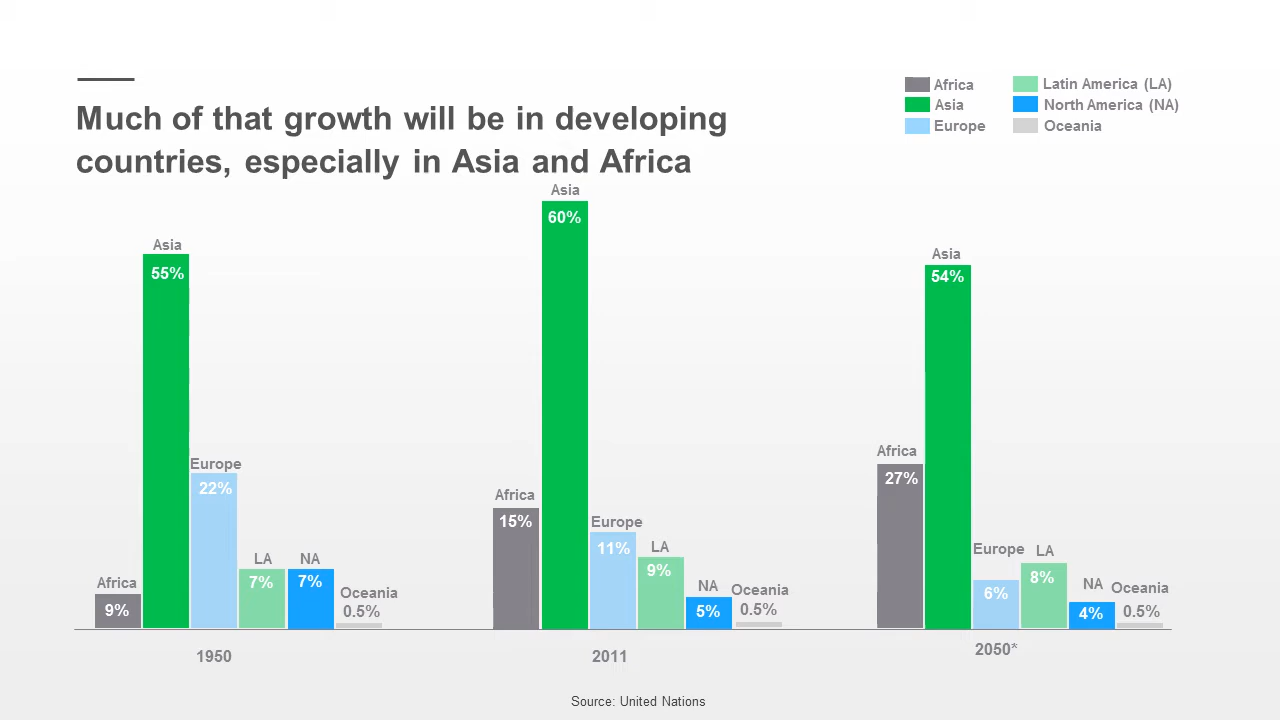 Much of that growth will be in developing
countries, especially in Asia and Africa
Africa
Asia
Europe
Latin America (LA)
North America (NA)
Oceania
Africa
9%
Asia
55%
Europe
22%
LA
7%
NA
7%
Oceania
0.5%
1950
Africa
15%
Asia
60%
Europe
11%
LA
9%
NA
5%
Oceania
0.5%
2011
Africa
27%
Asia
54%
Europe
6%
LA
8%
NA
4%
Oceania
0.5%
2050*
Source: United Nations